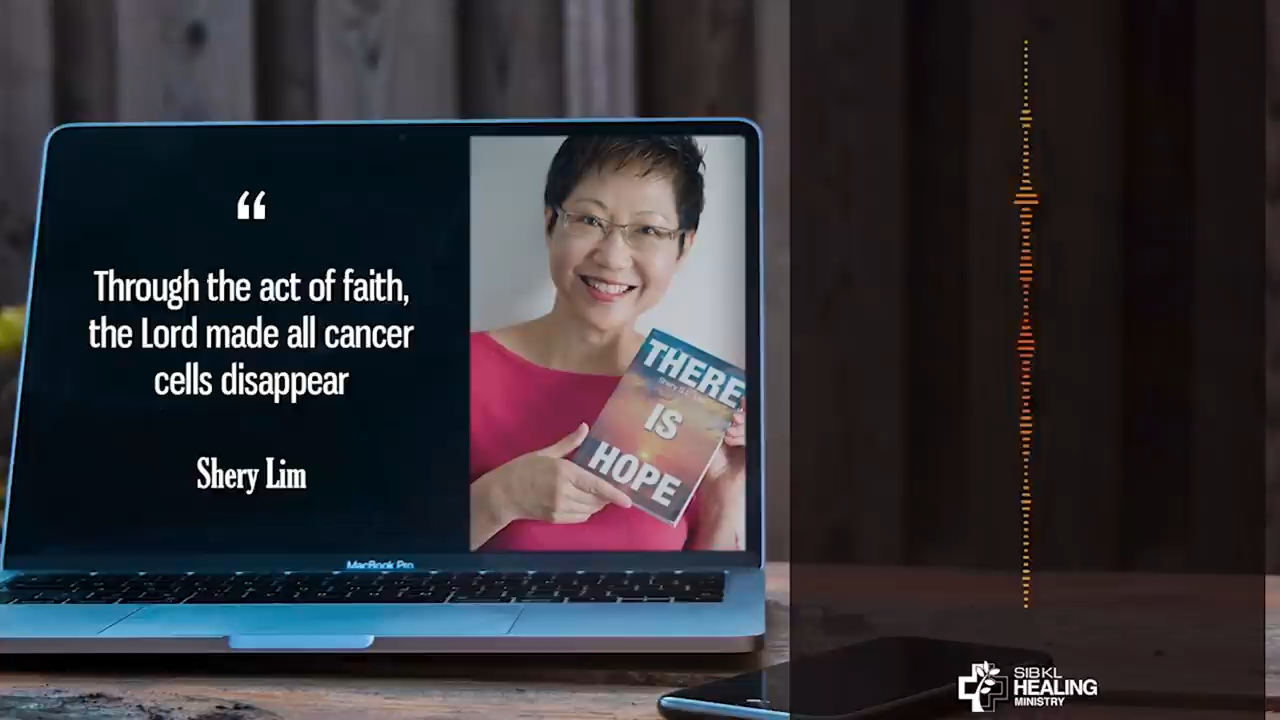 “
Through the act of faith,
the Lord made all cancer
cells disappear
Shery Lim
THERE
IS
HOPE
MacBook Pro
SIBKL
HEALING
MINISTRY